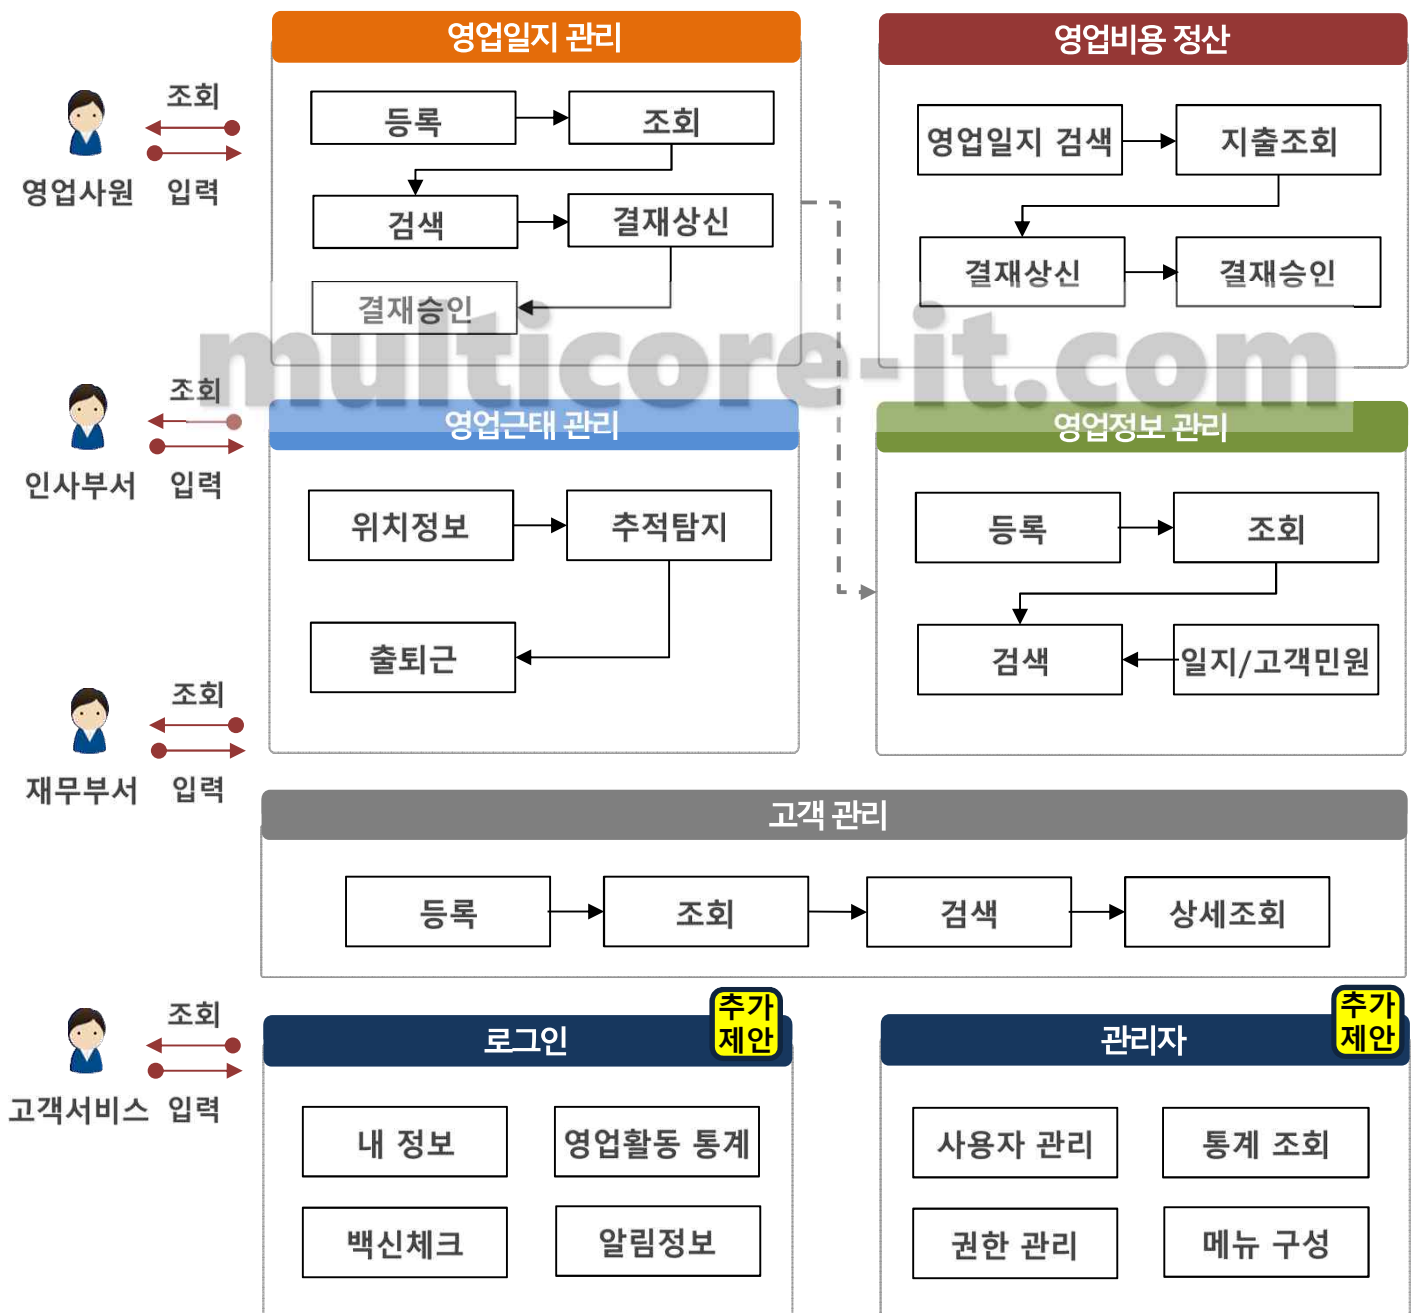 영업일지 관리
등록
조회
검색
결재상신
결재승인
영업비용 정산
영업일지 검색
지출조회
결재상신
결재승인
조회
영업사원 입력
multicore-it.com
조회
인사부서 입력
영업근태 관리
위치정보
추적탐지
출퇴근
영업정보 관리
등록
조회
검색
일지/고객민원
조회
재무부서 입력
고객 관리
등록
조회
검색
상세조회
조회
고객서비스 입력
로그인
추가
제안
내 정보
영업활동 통계
백신체크
알림정보
관리자
추가
제안
사용자 관리
통계 조회
권한 관리
메뉴 구성